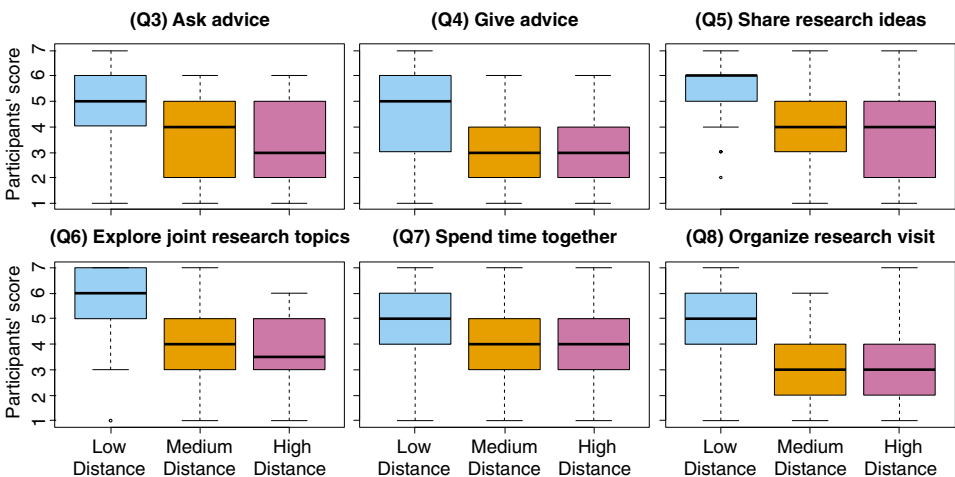 (Q3) Ask advice
(Q4) Give advice
(Q5) Share research ideas
Participants' score
7
6
5
4
3
2
1
(Q6) Explore joint research topics
(Q7) Spend time together
(Q8) Organize research visit
Participants' score
7
6
5
4
3
2
1
Low Distance
Medium Distance
High Distance
Low Distance
Medium Distance
High Distance
Low Distance
Medium Distance
High Distance